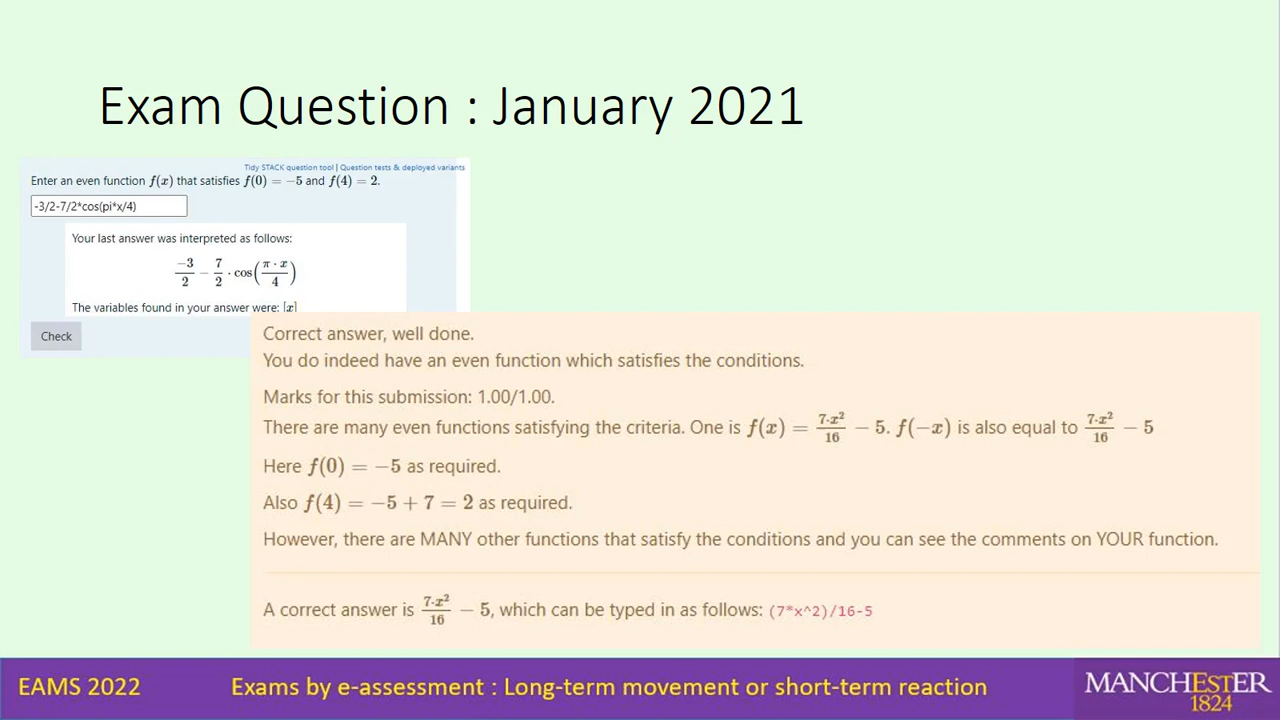 Exam Question : January 2021
Tidy STACK question tool | Question tests & deployed variants
Enter an even function f(x) that satisfies f(0) = −5 and f(4) = 2.
-3/2-7/2*cos(pi*x/4)
Your last answer was interpreted as follows:
−3/2 − 7/2 · cos(π · x/4)
The variables found in your answer were: [x]
Check
Correct answer, well done.
You do indeed have an even function which satisfies the conditions.
Marks for this submission: 1.00/1.00.
There are many even functions satisfying the criteria. One is f(x) = 7·x²/16 − 5. f(−x) is also equal to 7·x²/16 − 5
Here f(0) = −5 as required.
Also f(4) = −5 + 7 = 2 as required.
However, there are MANY other functions that satisfy the conditions and you can see the comments on YOUR function.
A correct answer is 7·x²/16 − 5, which can be typed in as follows: (7*x^2)/16-5
EAMS 2022
Exams by e-assessment : Long-term movement or short-term reaction
MANCHESTER
1824